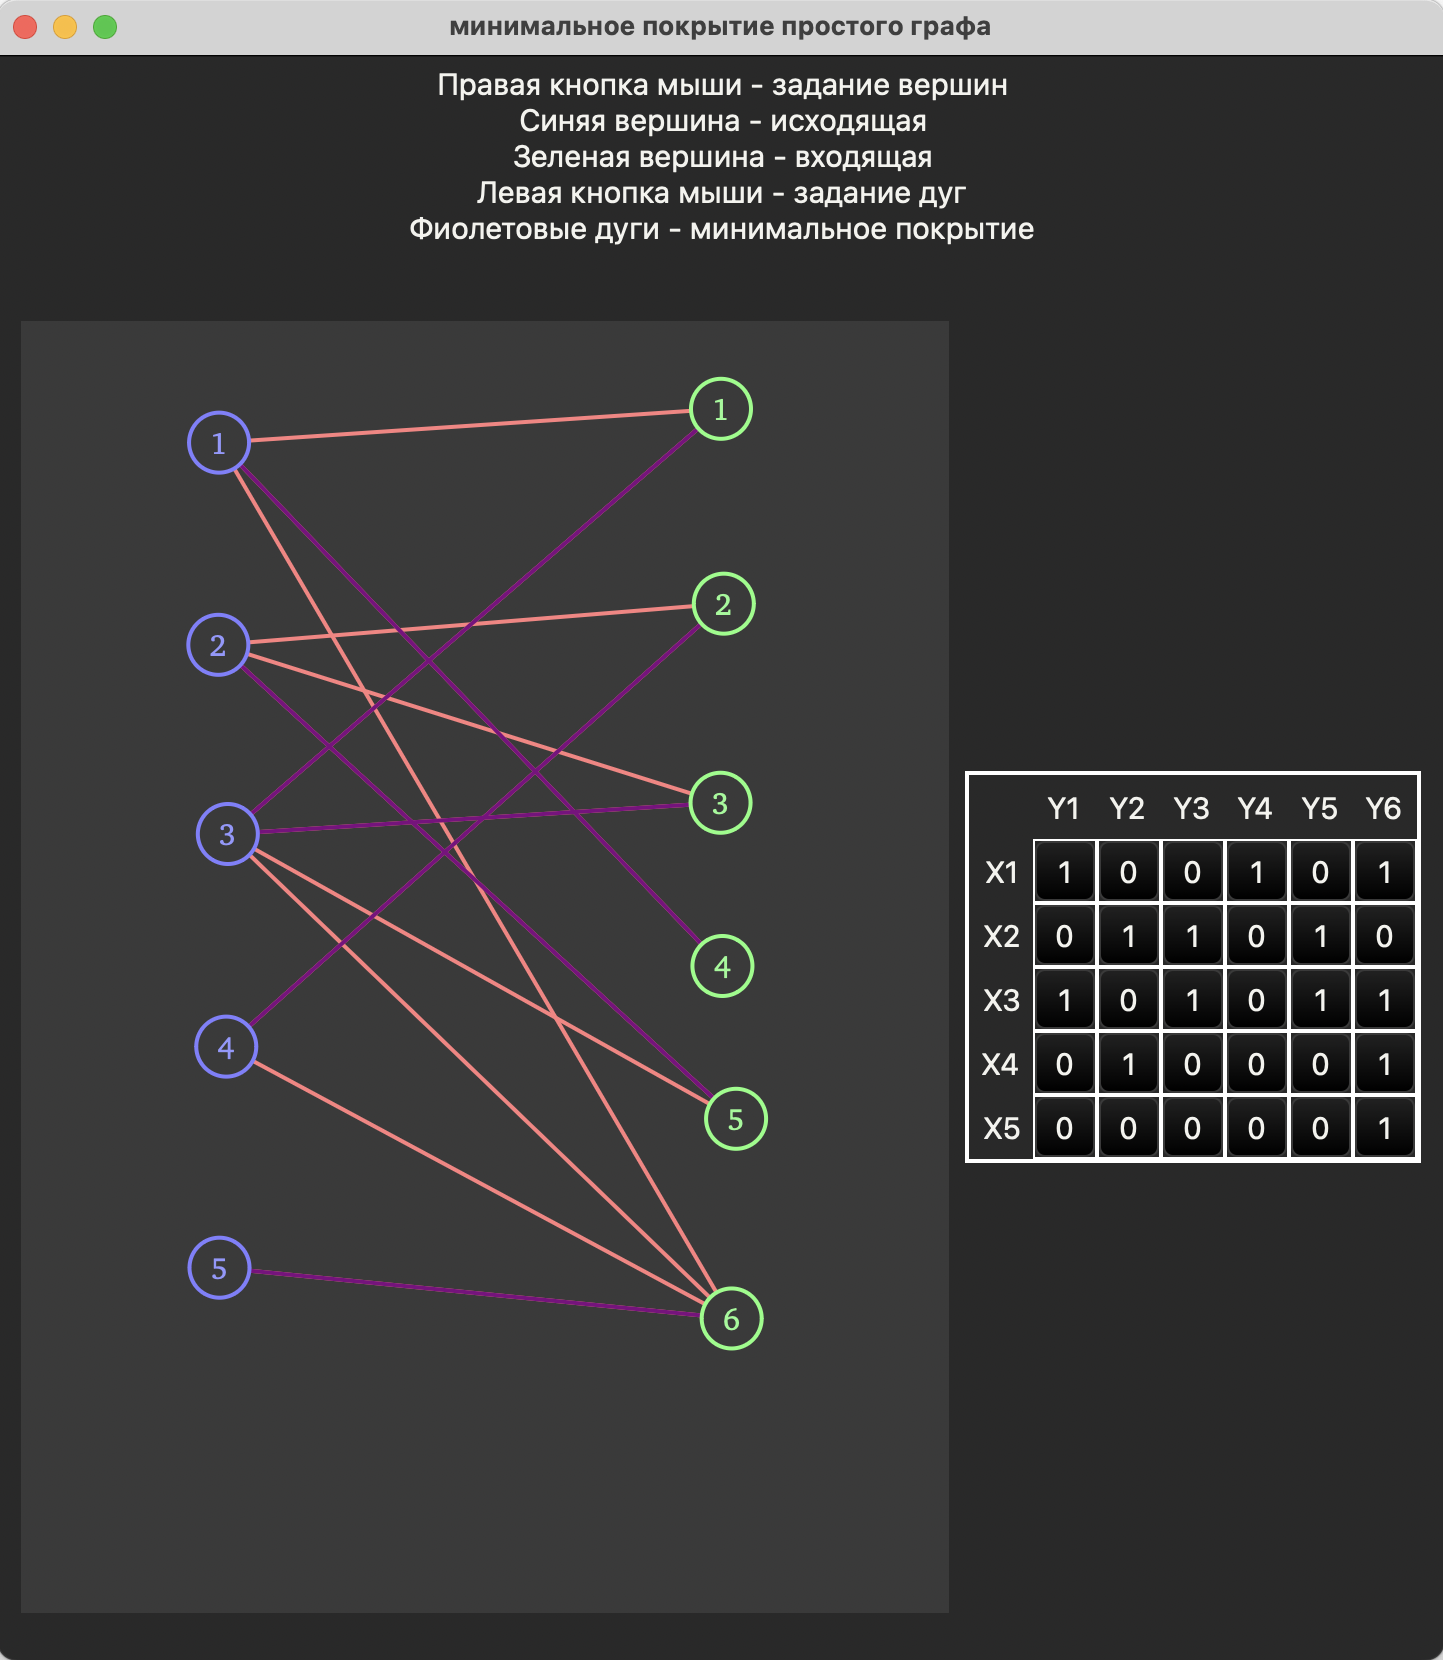 минимальное покрытие простого графа
Правая кнопка мыши - задание вершин
Синяя вершина - исходящая
Зеленая вершина - входящая
Левая кнопка мыши - задание дуг
Фиолетовые дуги - минимальное покрытие
1
1
2
2
3
3
4
4
5
5
6
Y1 Y2 Y3 Y4 Y5 Y6
X1 1 0 0 1 0 1
X2 0 1 1 0 1 0
X3 1 0 1 0 1 1
X4 0 1 0 0 0 1
X5 0 0 0 0 0 1